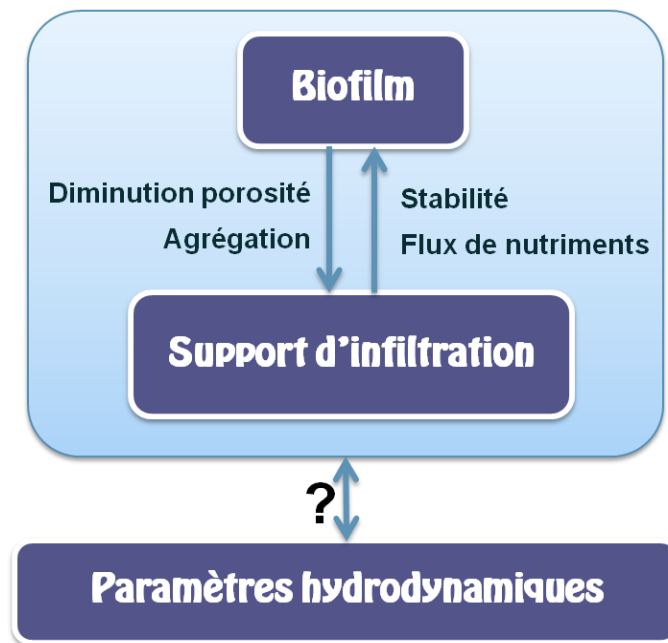 Biofilm
Diminution porosité
Agrégation
Stabilité
Flux de nutriments
Support d'infiltration
?
Paramètres hydrodynamiques